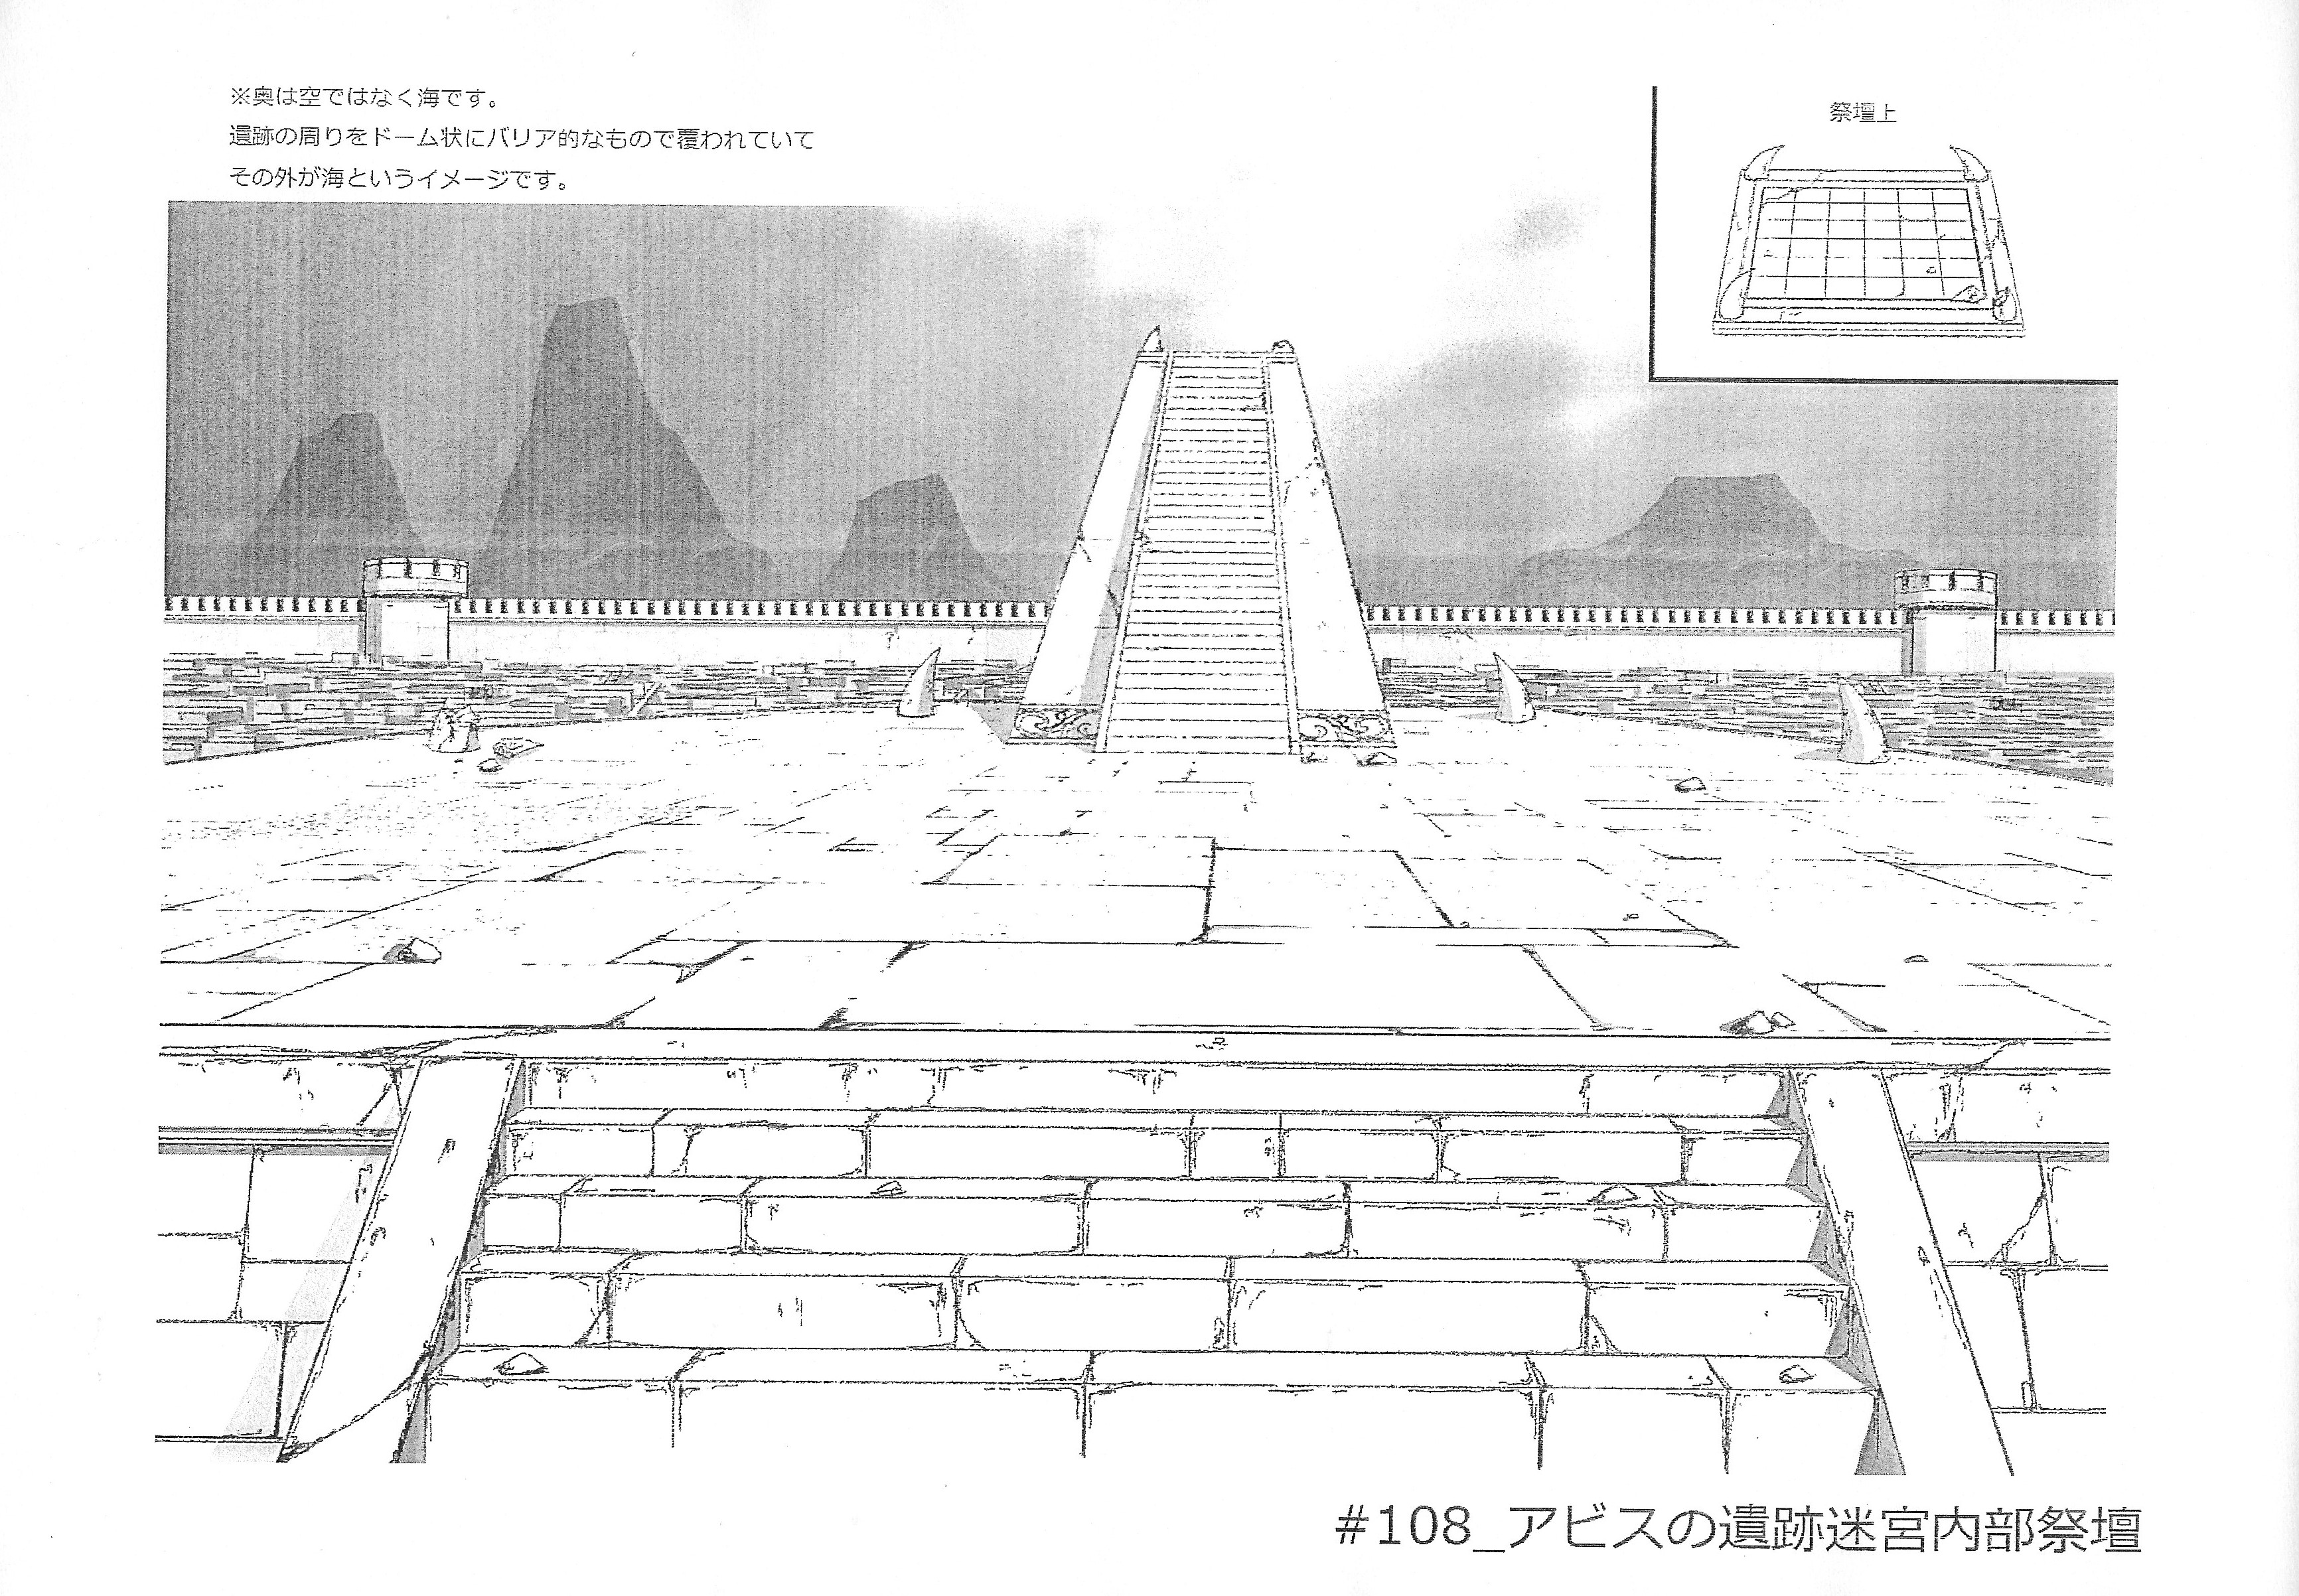 ※奥は空ではなく海です。
遺跡の周りをドーム状にバリア的なもので覆われていて
その外が海というイメージです。
祭壇上
#108_アビスの遺跡迷宮内部祭壇